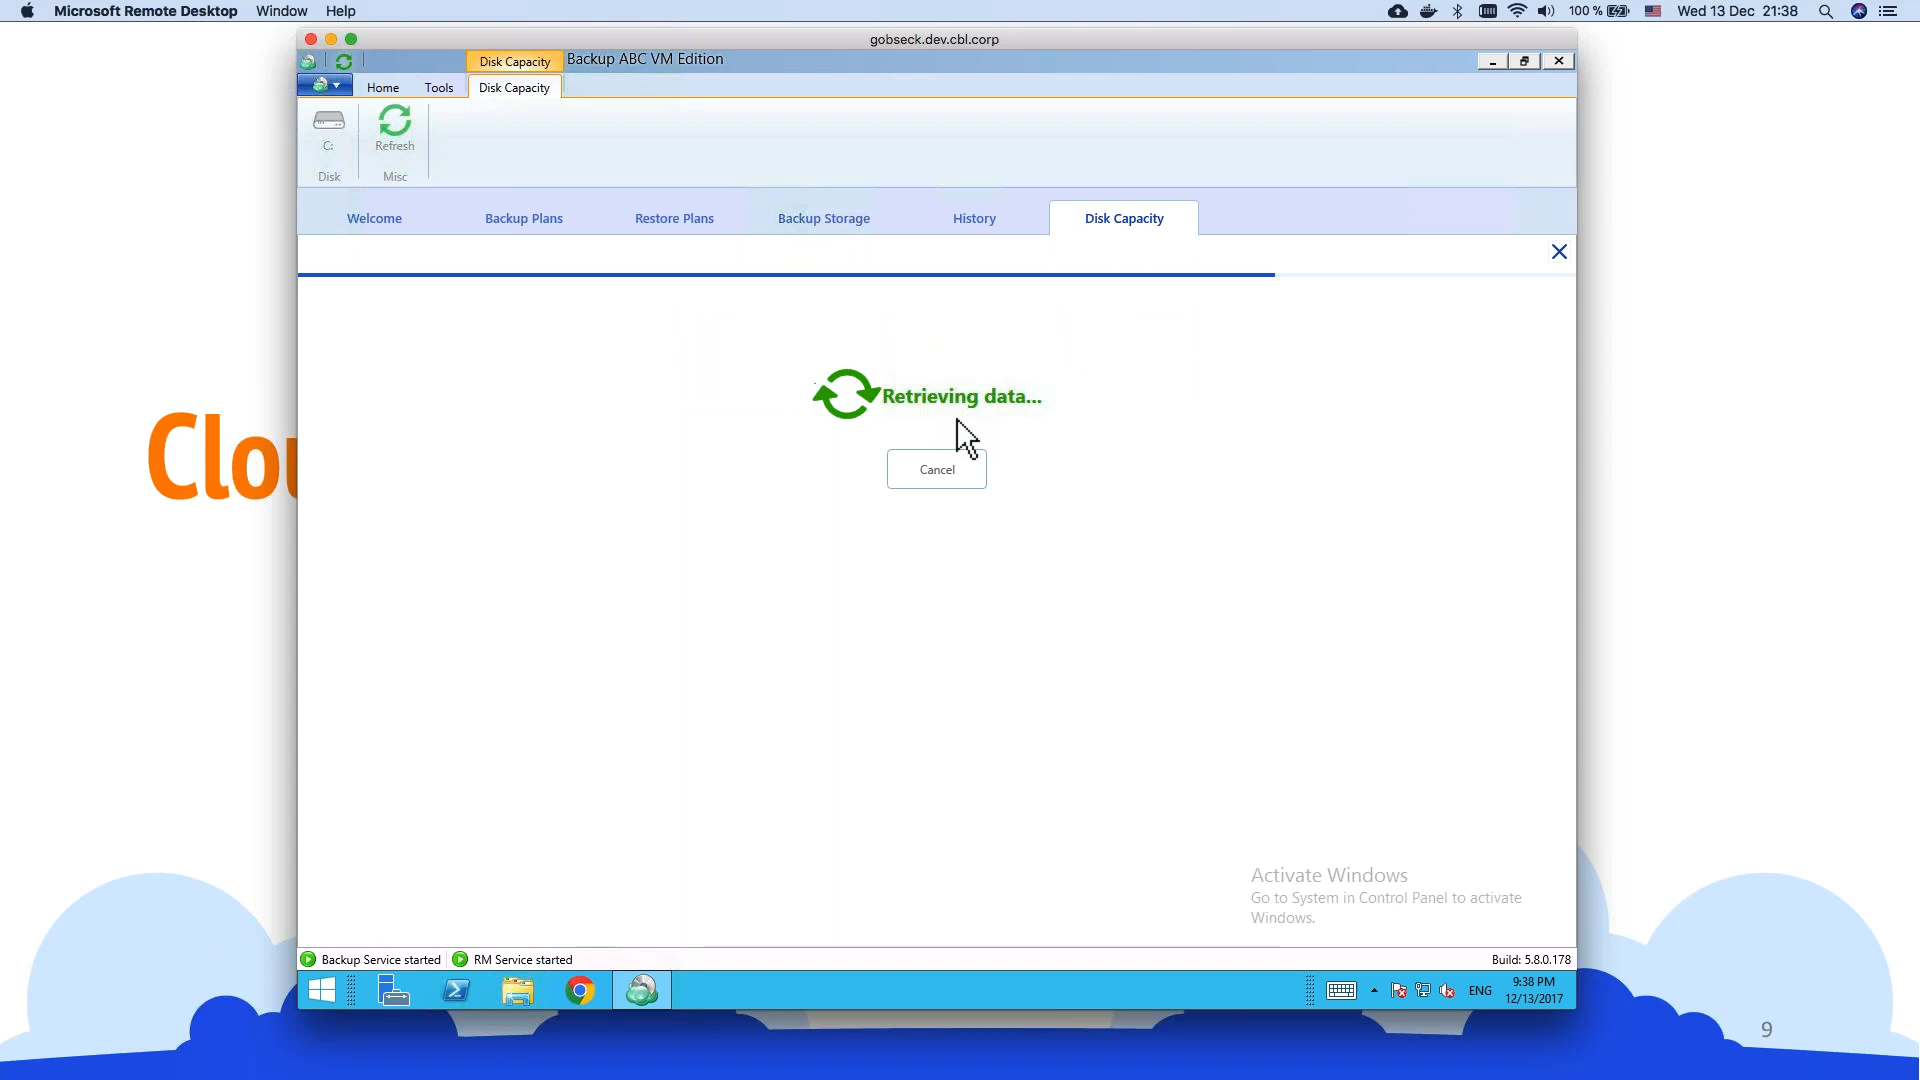 Microsoft Remote Desktop Window Help
100 % Wed 13 Dec 21:38
gobseck.dev.cbl.corp
Disk Capacity Backup ABC VM Edition
Home Tools Disk Capacity
C: Refresh
Disk Misc
Welcome Backup Plans Restore Plans Backup Storage History Disk Capacity
Retrieving data...
Clou
Cancel
Activate Windows
Go to System in Control Panel to activate
Windows.
Backup Service started RM Service started Build: 5.8.0.178
ENG 9:38 PM
12/13/2017
9